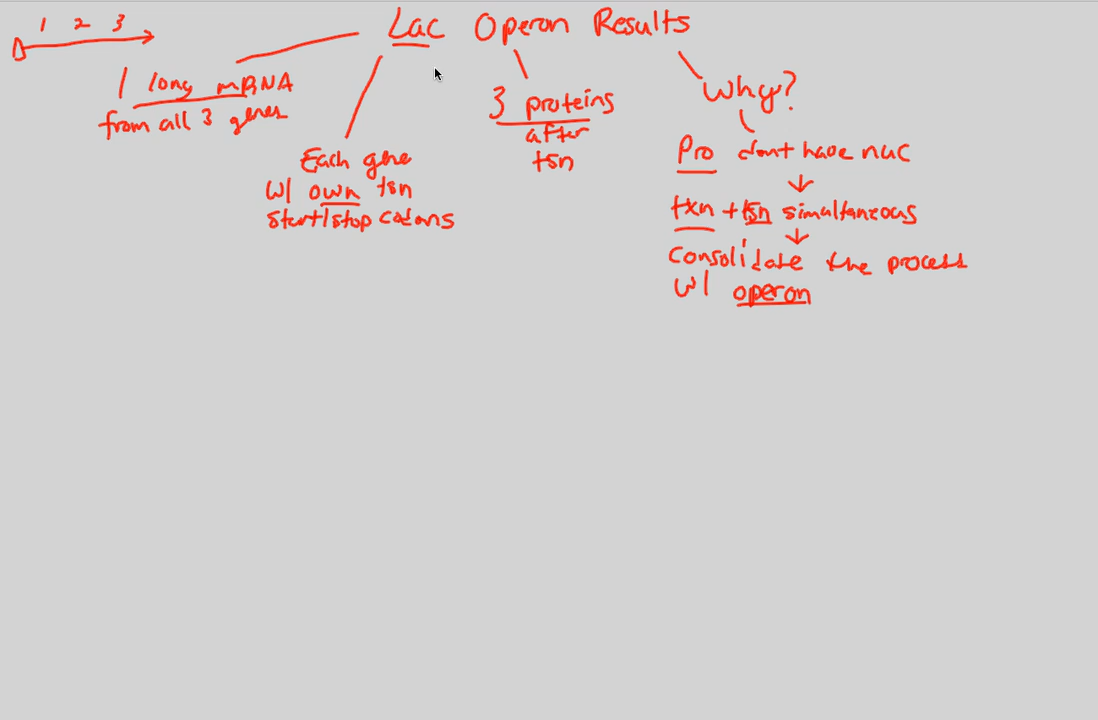 1 2 3
Lac Operon Results
1 long mRNA
from all 3 genes
Each gene
w/ own tsn
start/stop codons
3 proteins
after
tsn
Why?
Pro don't have nuc
txn + tsn simultaneous
Consolidate the process
w/ operon